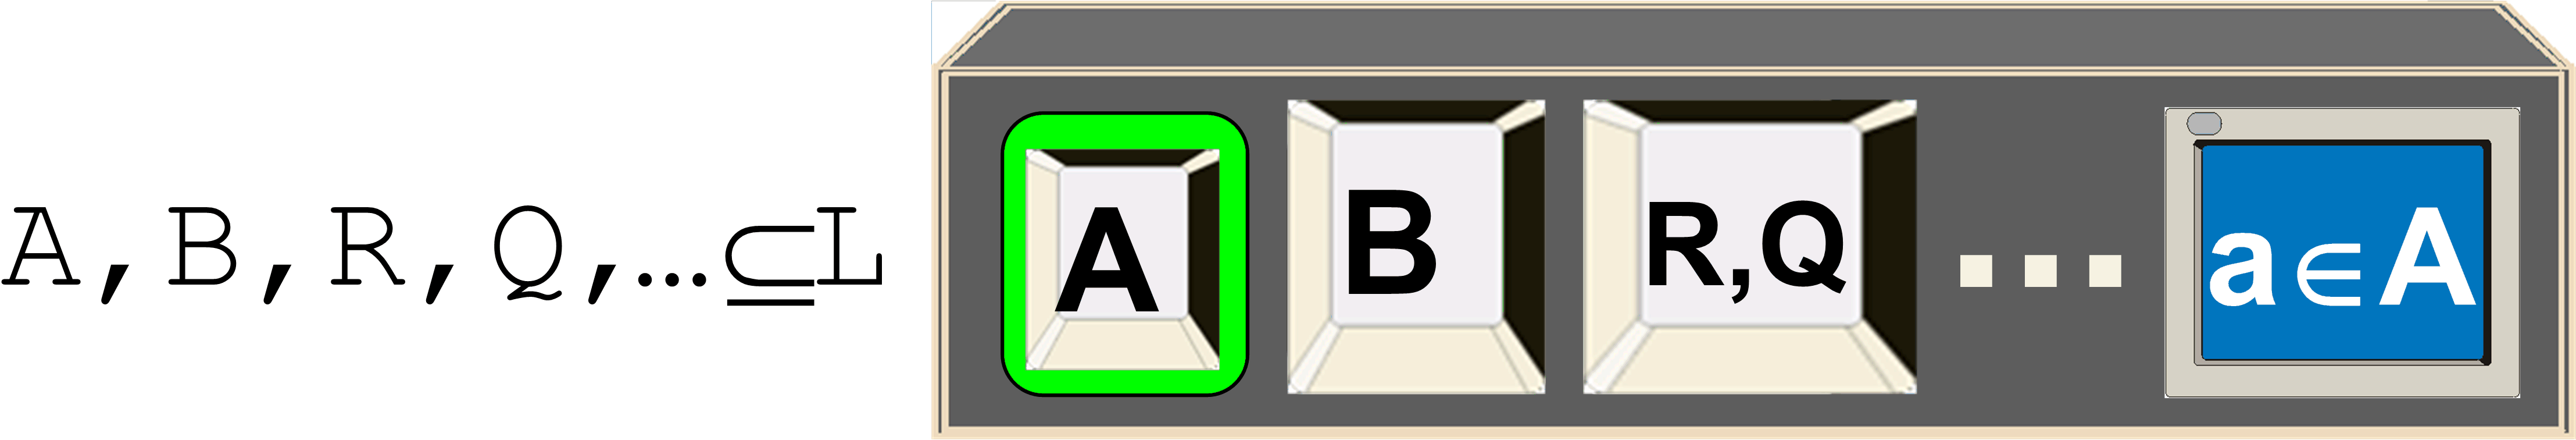 A,B,R,Q,…⊆L
A B R,Q ... a∈A